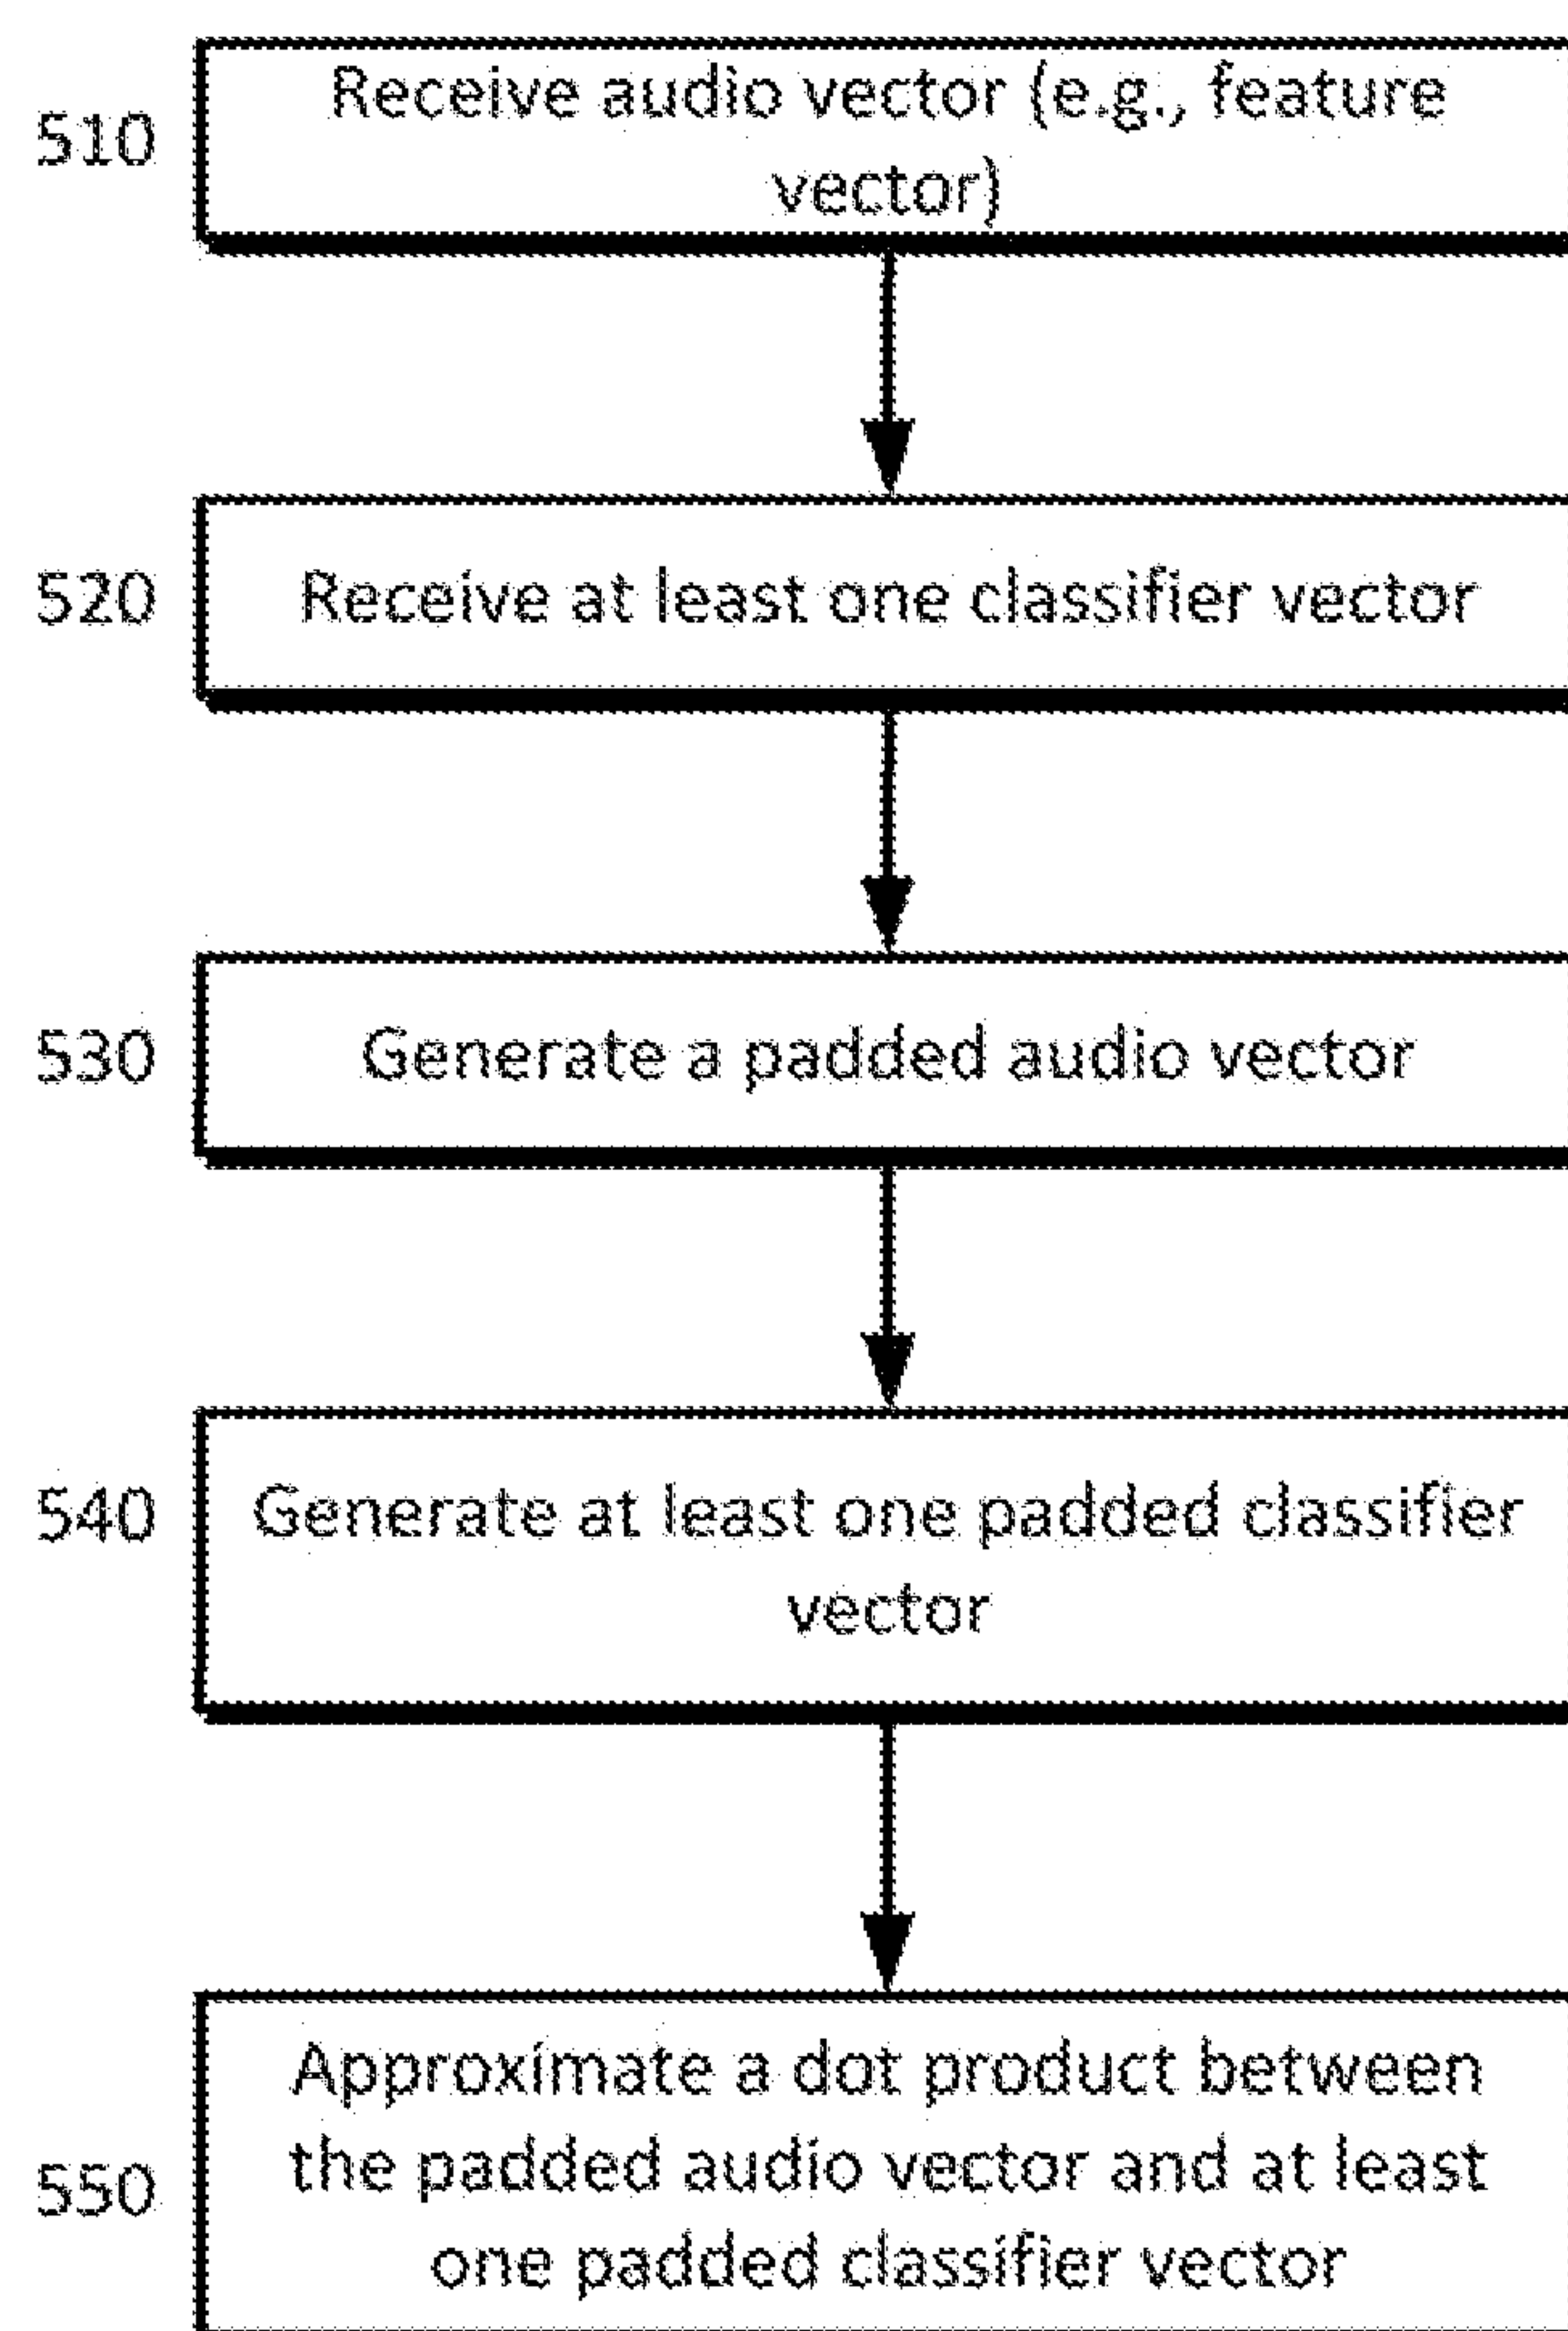 510
Receive audio vector (e.g., feature
vector)
520
Receive at least one classifier vector
530
Generate a padded audio vector
540
Generate at least one padded classifier
vector
Approximate a dot product between
550
the padded audio vector and at least
one padded classifier vector